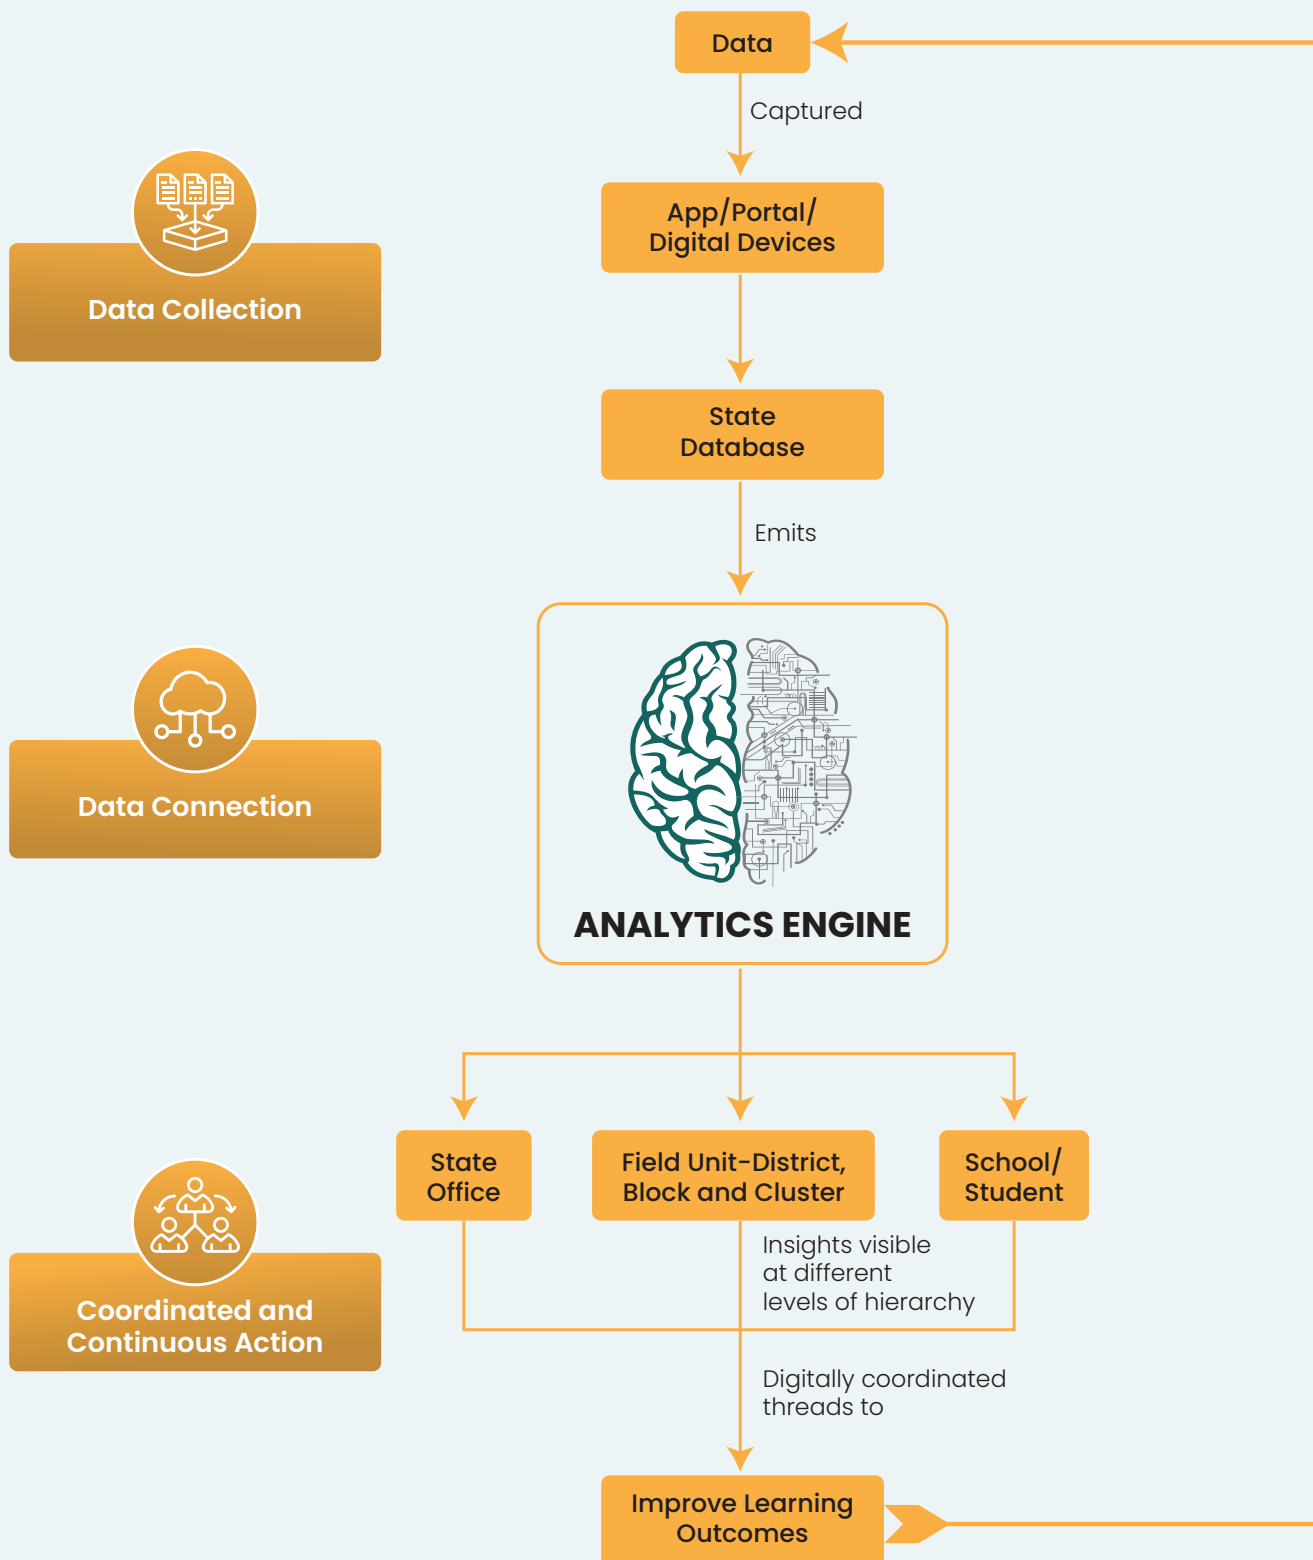 Data
Captured
App/Portal/
Digital Devices
Data Collection
State
Database
Emits
Data Connection
ANALYTICS ENGINE
State
Office
Field Unit-District,
Block and Cluster
School/
Student
Insights visible
at different
levels of hierarchy
Coordinated and
Continuous Action
Digitally coordinated
threads to
Improve Learning
Outcomes